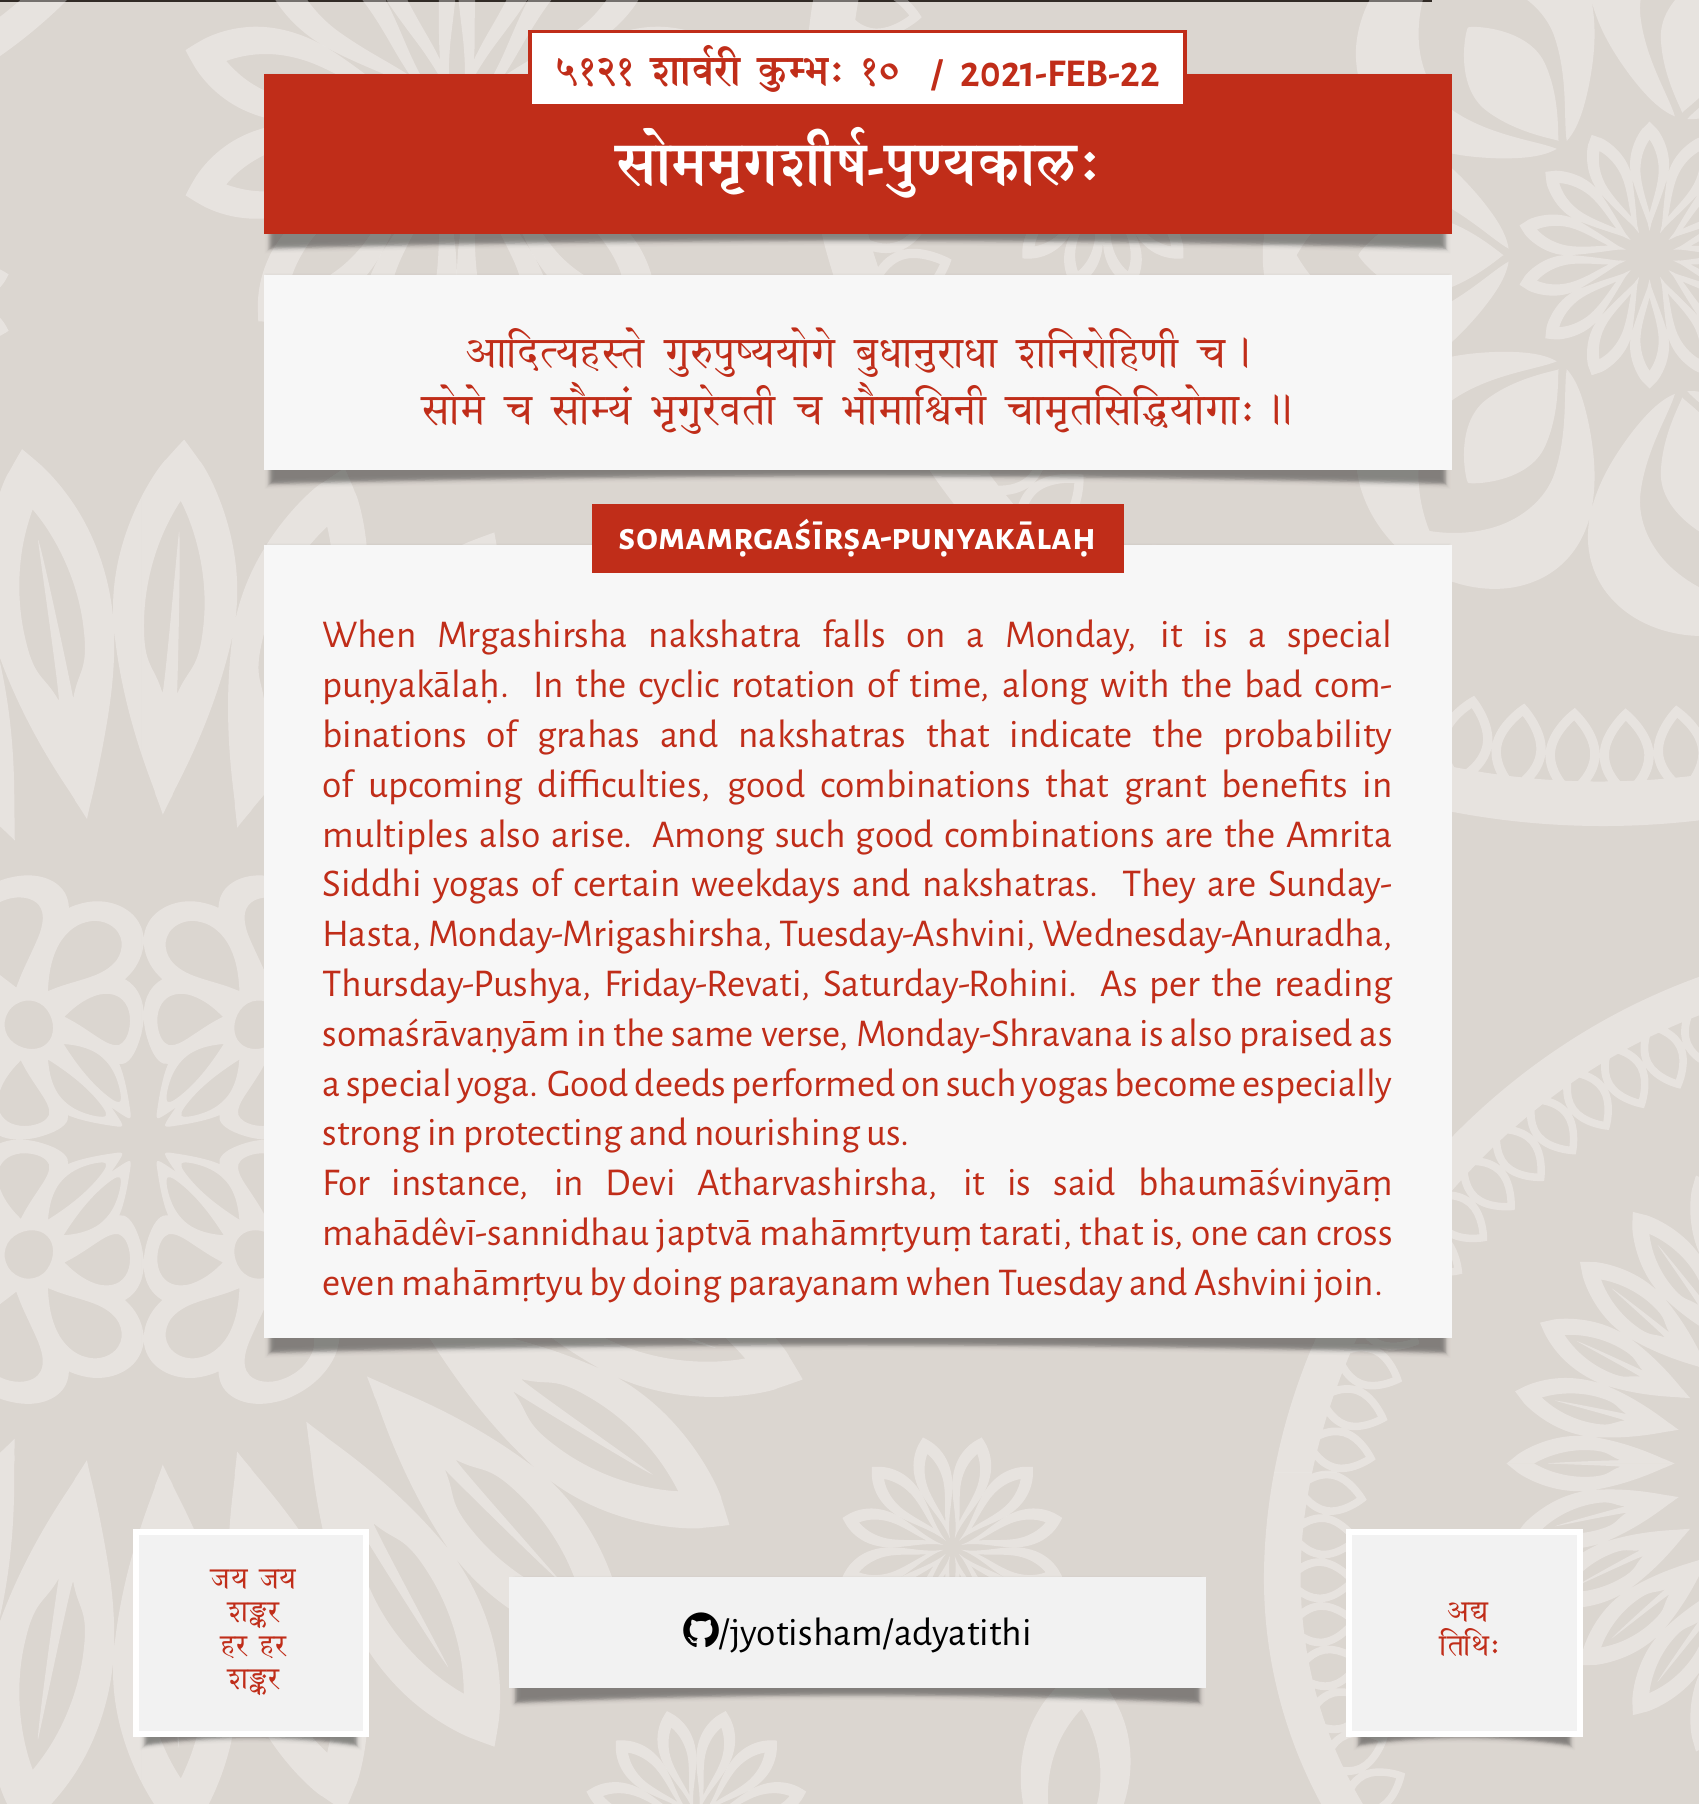 ५१२१ शार्वरी कुम्भः १० / 2021-FEB-22
सोममृगशीर्ष-पुण्यकालः
आदित्यहस्ते गुरुपुष्ययोगे बुधानुराधा शनिरोहिणी च ।
सोमे च सौम्यं भृगुरेवती च भौमाश्विनी चामृतसिद्धियोगाः ॥
SOMAMṚGAŚĪRṢA-PUṆYAKĀLAḤ
When Mrgashirsha nakshatra falls on a Monday, it is a special
puṇyakālaḥ. In the cyclic rotation of time, along with the bad com-
binations of grahas and nakshatras that indicate the probability
of upcoming difficulties, good combinations that grant benefits in
multiples also arise. Among such good combinations are the Amrita
Siddhi yogas of certain weekdays and nakshatras. They are Sunday-
Hasta, Monday-Mrigashirsha, Tuesday-Ashvini, Wednesday-Anuradha,
Thursday-Pushya, Friday-Revati, Saturday-Rohini. As per the reading
somaśrāvaṇyām in the same verse, Monday-Shravana is also praised as
a special yoga. Good deeds performed on such yogas become especially
strong in protecting and nourishing us.
For instance, in Devi Atharvashirsha, it is said bhaumāśvinyāṃ
mahādêvī-sannidhau japtvā mahāmṛtyuṃ tarati, that is, one can cross
even mahāmṛtyu by doing parayanam when Tuesday and Ashvini join.
जय जय
शङ्कर
हर हर
शङ्कर
/jyotisham/adyatithi
अद्य
तिथिः